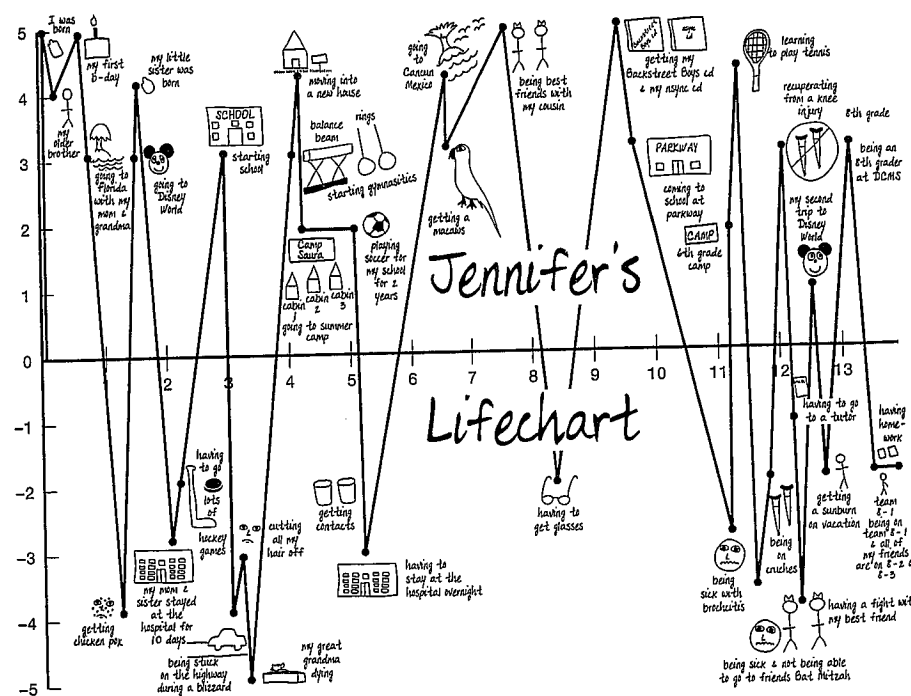 I was
born
my first
b-day
my
older
brother
going to
Florida
with my
mom &
grandma
my little
sister was
born
going to
Disney
World
SCHOOL
starting
school
moving into
a new house
balance
beam
rings
starting gymnasitics
Camp
Saura
cabin
1
cabin
2
cabin
3
going to summer
camp
playing
soccer for
my school
for 2
years
going
to
Cancun
Mexico
getting a
macaws
being best
friends with
my cousin
Backstreet
Boys cd
nsync
cd
getting my
Backstreet Boys cd
& my nsync cd
PARKWAY
coming to
school at
parkway
CAMP
6th grade
camp
learning
to play tennis
recuperating
from a knee
injury
my second
trip to
Disney
World
8th grade
being an
8th grader
at DCMS
Jennifer's
Lifechart
5
4
3
2
1
0
−1
−2
−3
−4
−5
2
3
4
5
6
7
8
9
10
11
12
13
getting
chicken pox
my mom &
sister stayed
at the
hospital for
10 days
having
to go
lots
of
hockey
games
being stuck
on the highway
during a blizzard
cutting
all my
hair off
my great
grandma
dying
getting
contacts
having to
stay at the
hospital overnight
having to
get glasses
being
sick with
brochcitis
being
on
cruches
having to go
to a tutor
getting
a sunburn
on vacation
having
home-
work
team
8-1
being on
team 8-1
& all of
my friends
are on 8-2 &
8-3
having a fight with
my best friend
being sick & not being able
to go to friends Bat Mitzah